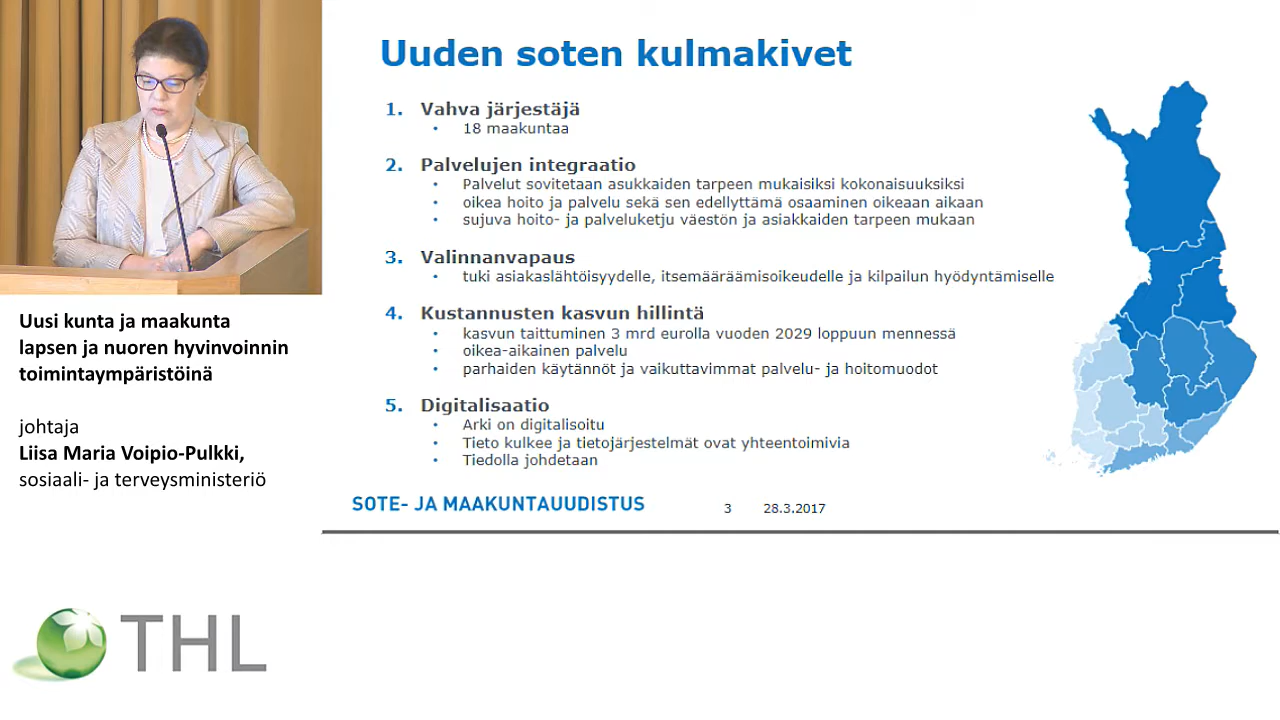 Uuden soten kulmakivet
1. Vahva järjestäjä
• 18 maakuntaa
2. Palvelujen integraatio
• Palvelut sovitetaan asukkaiden tarpeen mukaisiksi kokonaisuuksiksi
• oikea hoito ja palvelu sekä sen edellyttämä osaaminen oikeaan aikaan
• sujuva hoito- ja palveluketju väestön ja asiakkaiden tarpeen mukaan
3. Valinnanvapaus
• tuki asiakaslähtöisyydelle, itsemääräämisoikeudelle ja kilpailun hyödyntämiselle
4. Kustannusten kasvun hillintä
• kasvun taittuminen 3 mrd eurolla vuoden 2029 loppuun mennessä
• oikea-aikainen palvelu
• parhaiden käytännöt ja vaikuttavimmat palvelu- ja hoitomuodot
5. Digitalisaatio
• Arki on digitalisoitu
• Tieto kulkee ja tietojärjestelmät ovat yhteentoimivia
• Tiedolla johdetaan
SOTE- JA MAAKUNTAUUDISTUS 3 28.3.2017
Uusi kunta ja maakunta
lapsen ja nuoren hyvinvoinnin
toimintaympäristöinä
johtaja
Liisa Maria Voipio-Pulkki,
sosiaali- ja terveysministeriö
THL